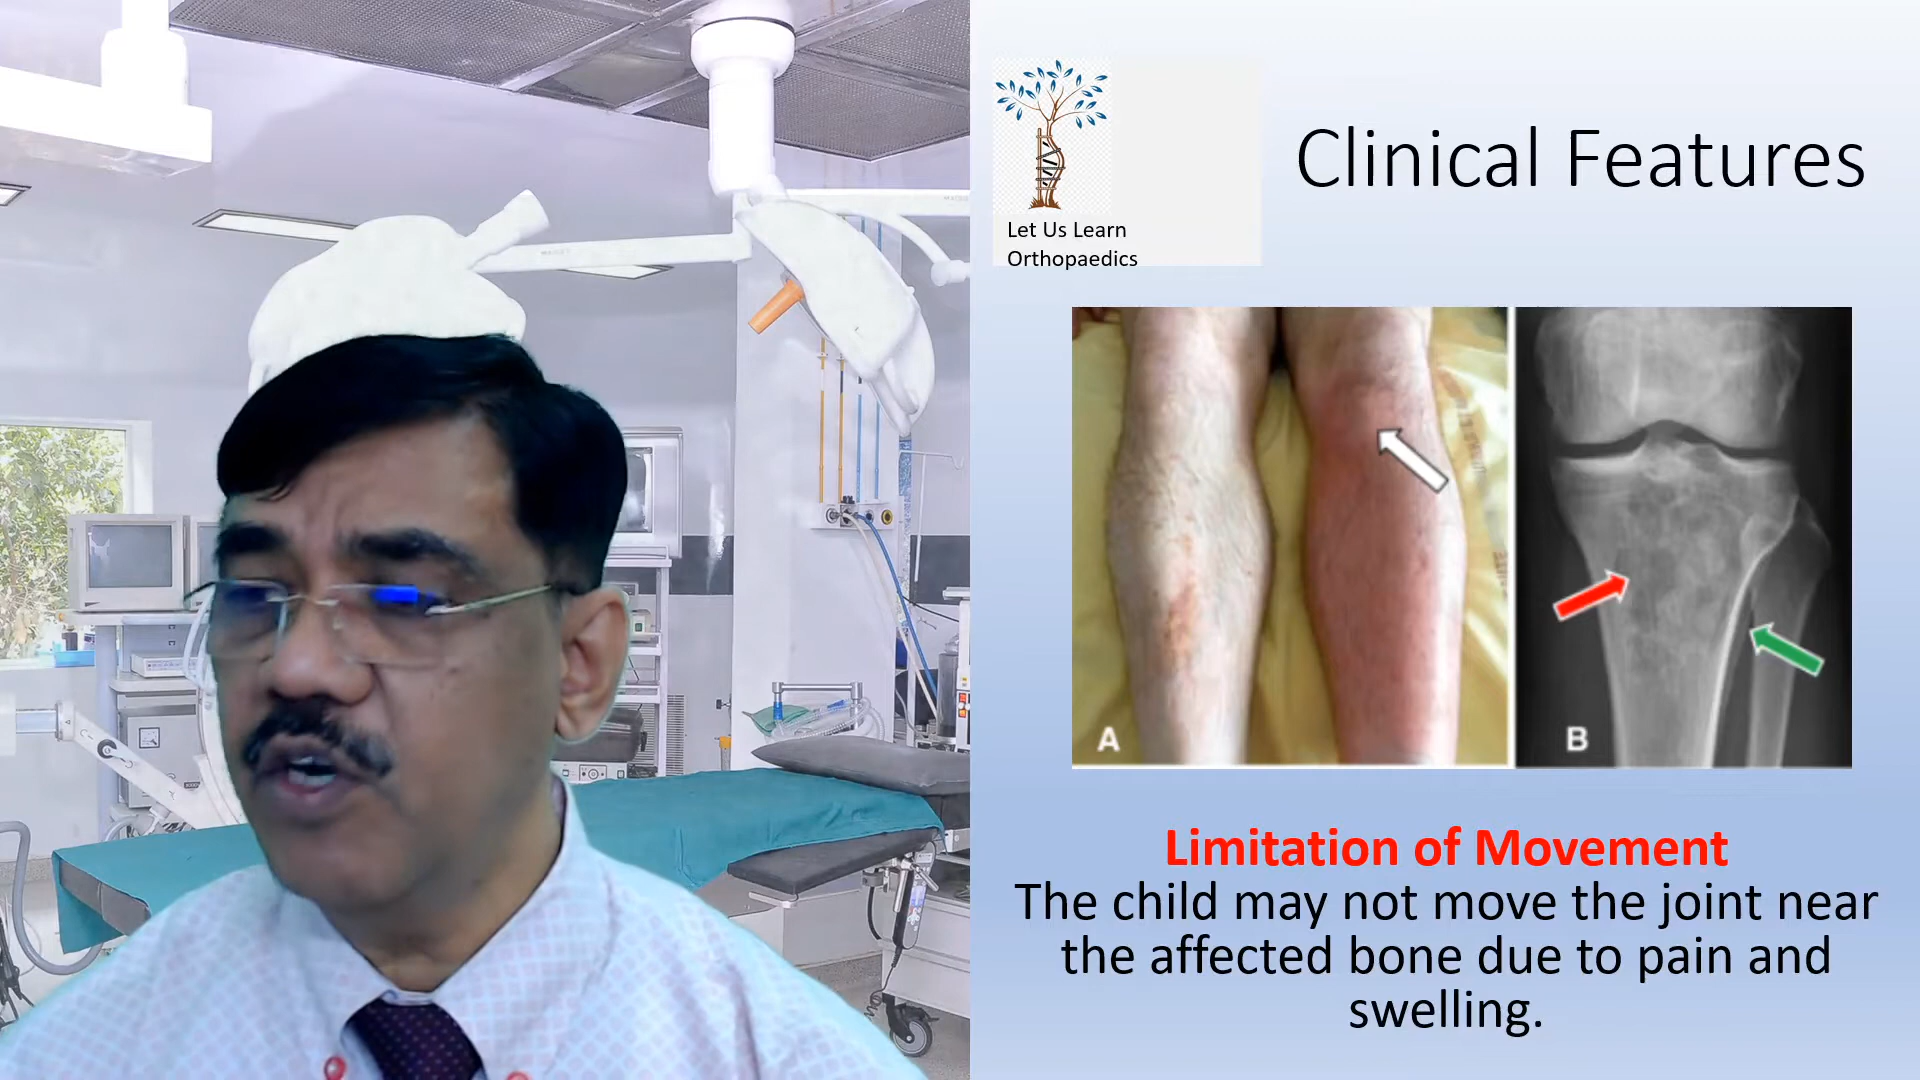 Clinical Features
Let Us Learn
Orthopaedics
A
B
Limitation of Movement
The child may not move the joint near
the affected bone due to pain and
swelling.